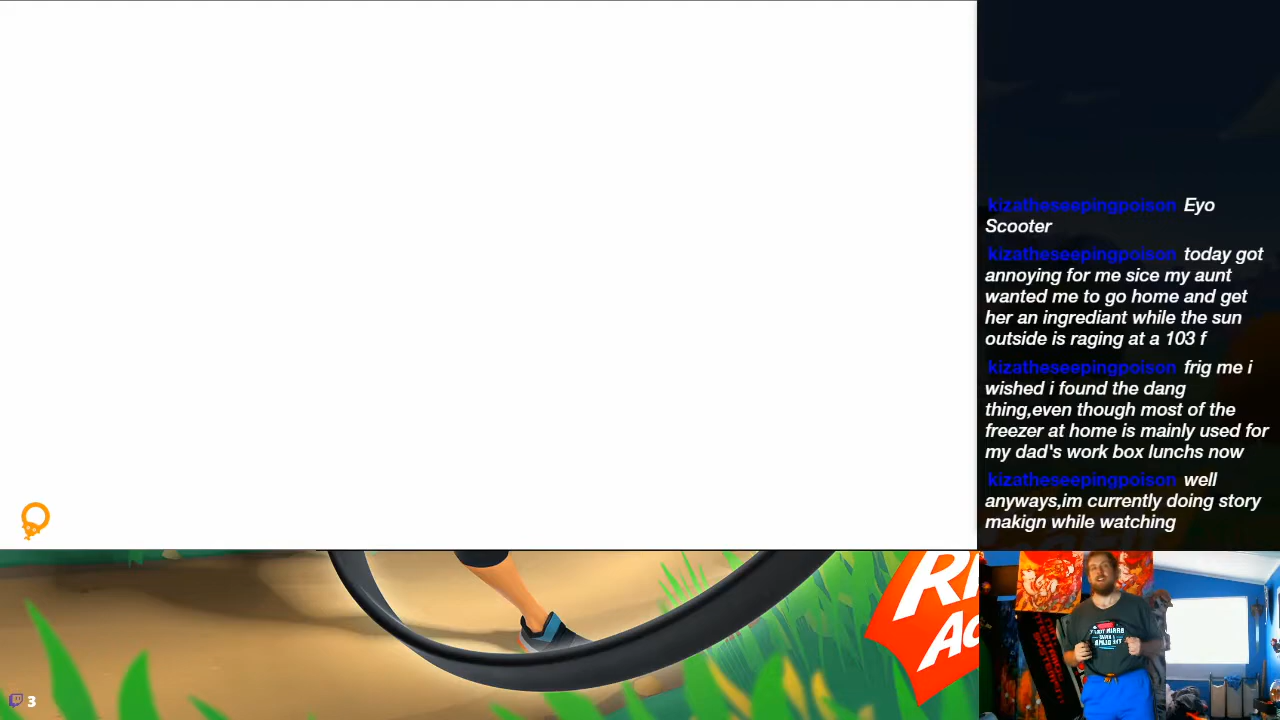 kizatheseepingpoison Eyo
Scooter
kizatheseepingpoison today got
annoying for me sice my aunt
wanted me to go home and get
her an ingrediant while the sun
outside is raging at a 103 f
kizatheseepingpoison frig me i
wished i found the dang
thing,even though most of the
freezer at home is mainly used for
my dad's work box lunchs now
kizatheseepingpoison well
anyways,im currently doing story
makign while watching
3